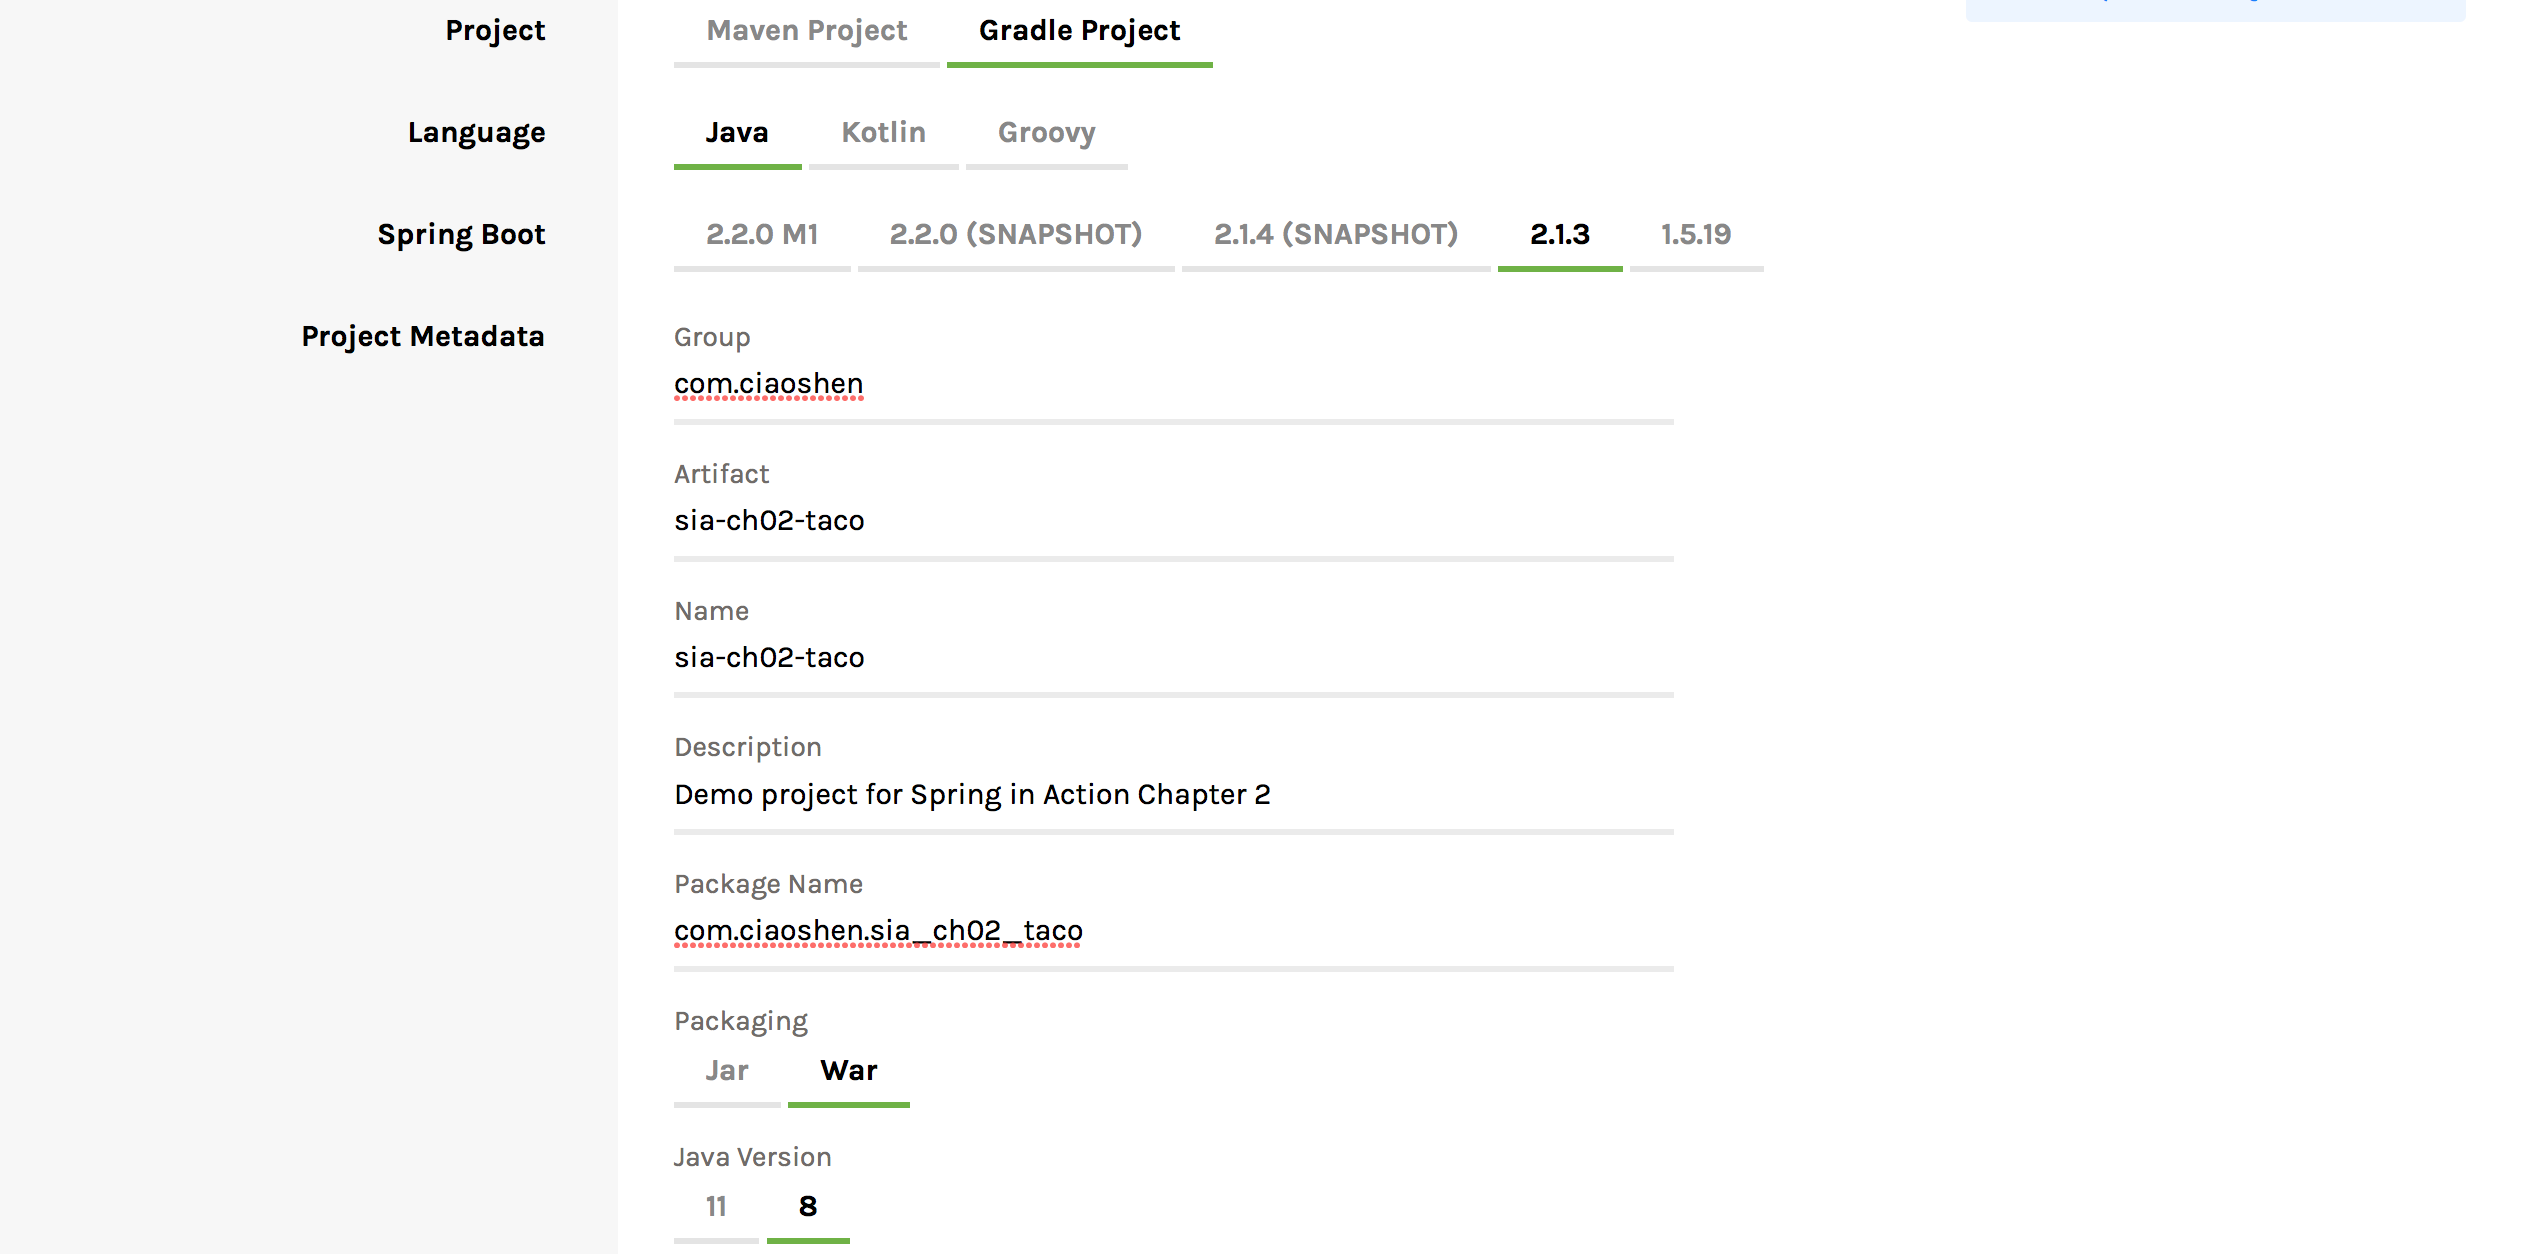 Project Maven Project Gradle Project
Language Java Kotlin Groovy
Spring Boot 2.2.0 M1 2.2.0 (SNAPSHOT) 2.1.4 (SNAPSHOT) 2.1.3 1.5.19
Project Metadata Group
com.ciaoshen
Artifact
sia-ch02-taco
Name
sia-ch02-taco
Description
Demo project for Spring in Action Chapter 2
Package Name
com.ciaoshen.sia_ch02_taco
Packaging
Jar War
Java Version
11 8